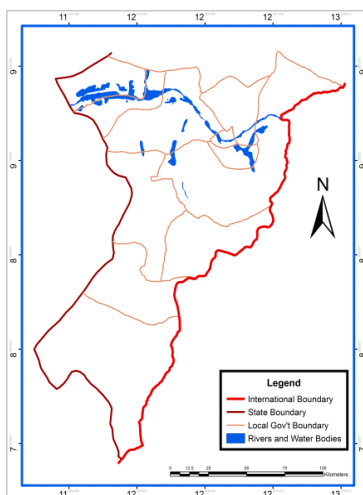 11 12 12 12 13
9 9
9 9
N
8 8
8 8
Legend
International Boundary
State Boundary
Local Gov't Boundary
Rivers and Water Bodies
7 7
0 12.5 25 50 75 100
Kilometers
11 12 12 12 13